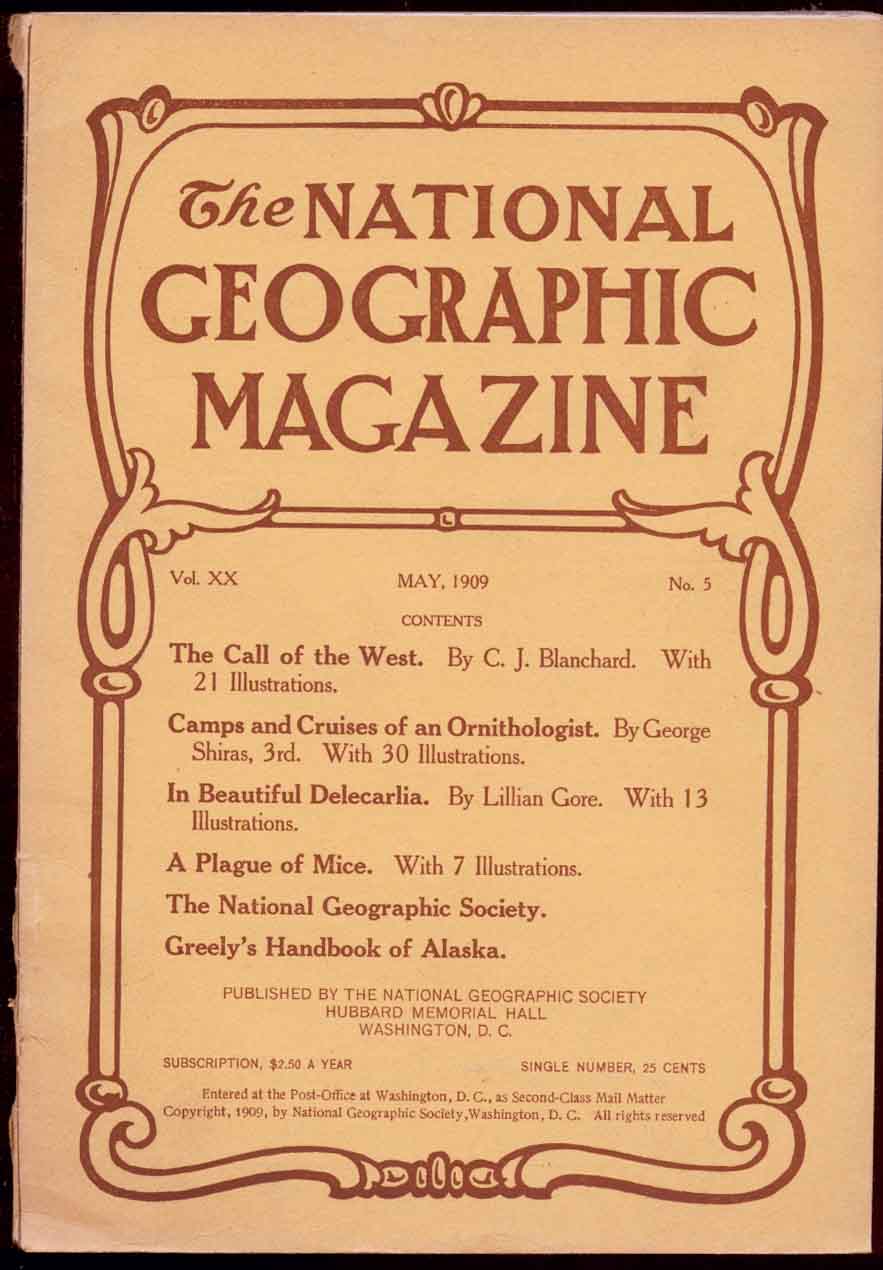 The NATIONAL
GEOGRAPHIC
MAGAZINE
Vol. XX MAY, 1909 No. 5
CONTENTS
The Call of the West. By C. J. Blanchard. With
21 Illustrations.
Camps and Cruises of an Ornithologist. By George
Shiras, 3rd. With 30 Illustrations.
In Beautiful Delecarlia. By Lillian Gore. With 13
Illustrations.
A Plague of Mice. With 7 Illustrations.
The National Geographic Society.
Greely's Handbook of Alaska.
PUBLISHED BY THE NATIONAL GEOGRAPHIC SOCIETY
HUBBARD MEMORIAL HALL
WASHINGTON, D. C.
SUBSCRIPTION, $2.50 A YEAR SINGLE NUMBER, 25 CENTS
Entered at the Post-Office at Washington, D. C., as Second-Class Mail Matter
Copyright, 1909, by National Geographic Society, Washington, D. C. All rights reserved